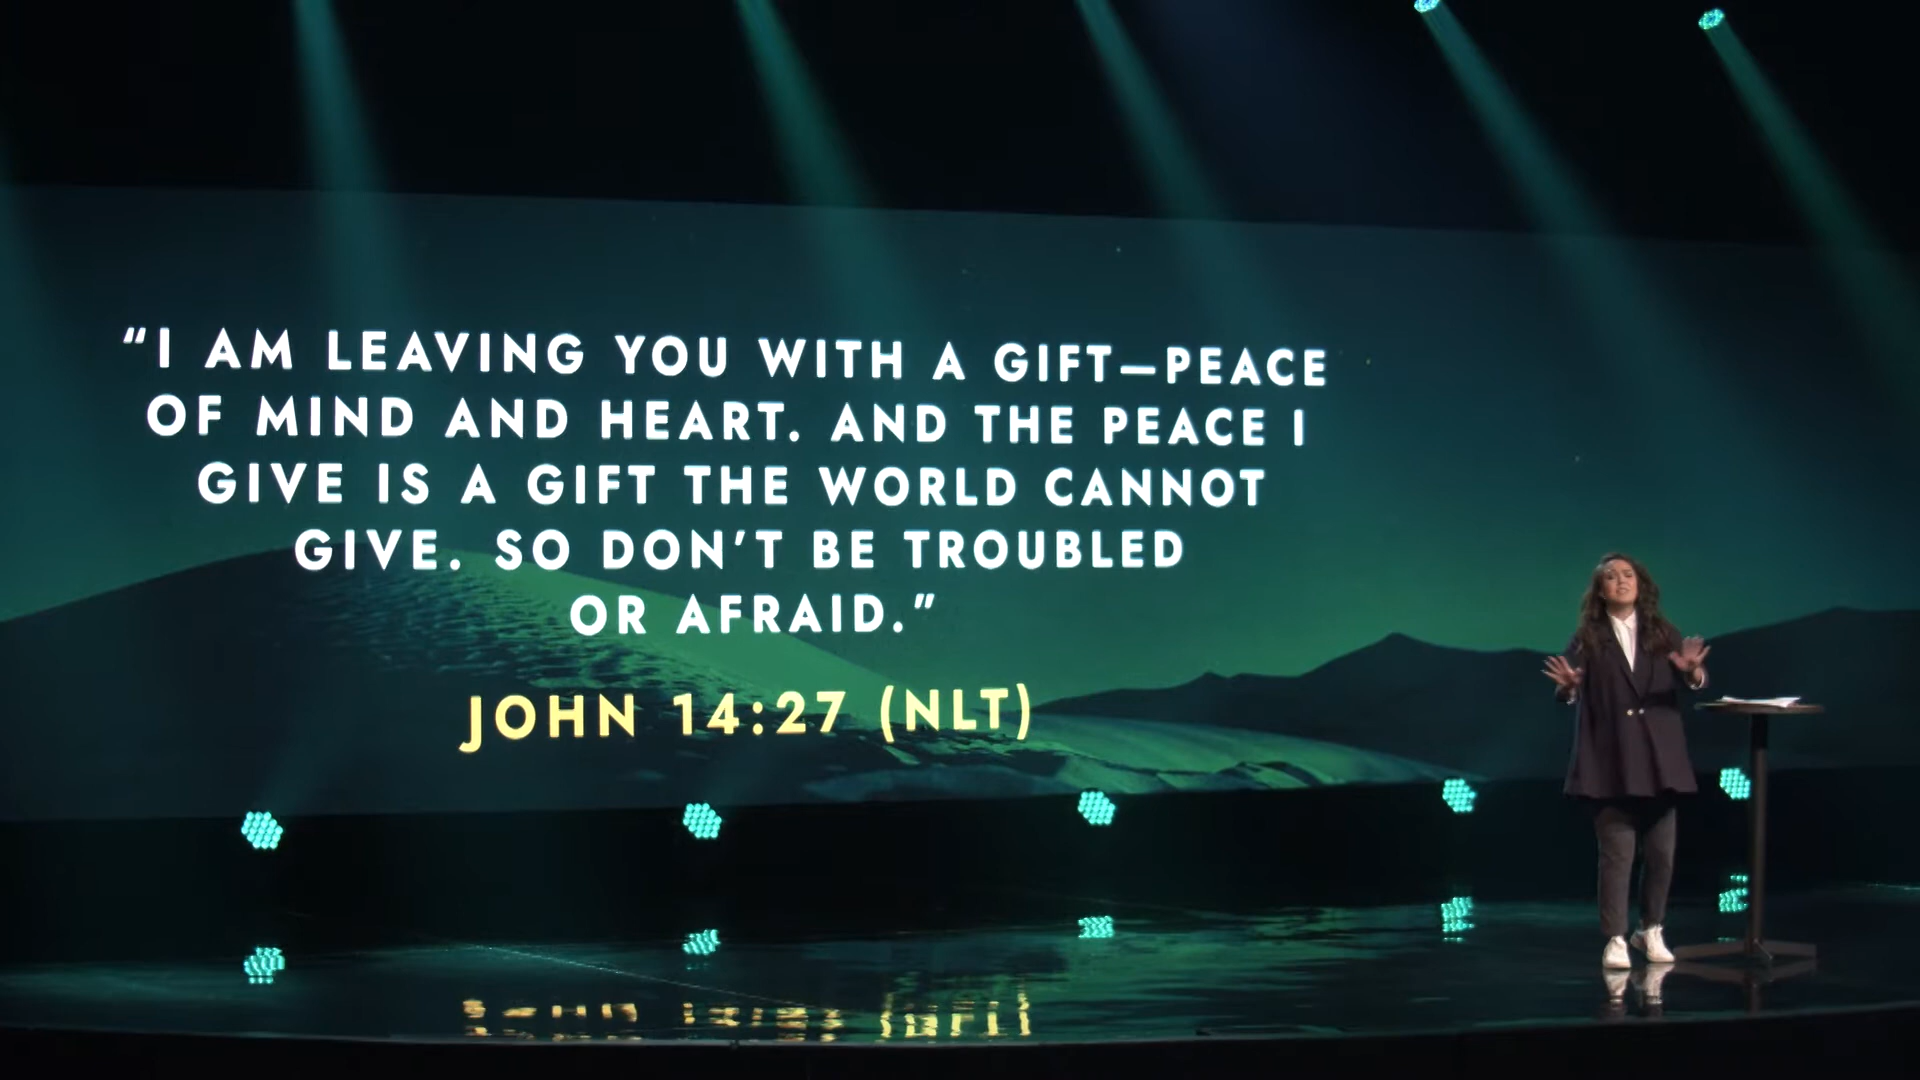 “I AM LEAVING YOU WITH A GIFT—PEACE
OF MIND AND HEART. AND THE PEACE I
GIVE IS A GIFT THE WORLD CANNOT
GIVE. SO DON’T BE TROUBLED
OR AFRAID.”
JOHN 14:27 (NLT)